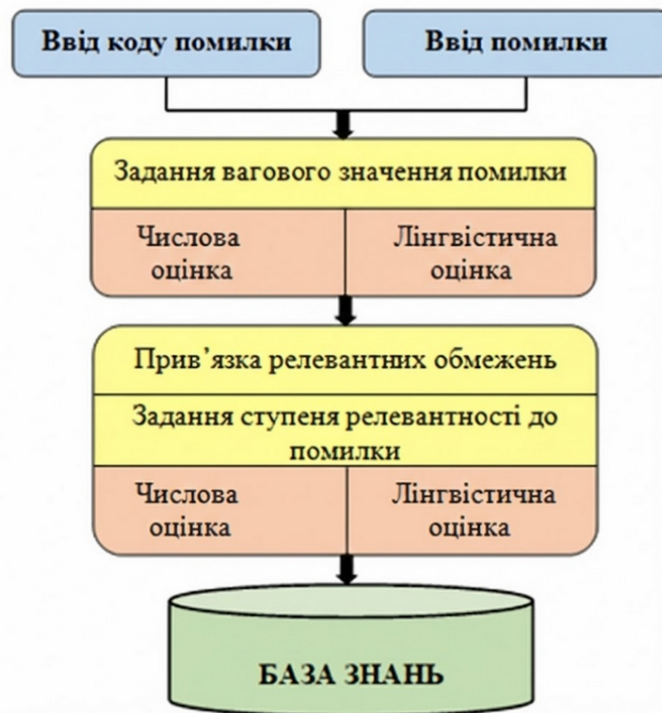 Ввід коду помилки
Ввід помилки
Задання вагового значення помилки
Числова
оцінка
Лінгвістична
оцінка
Прив’язка релевантних обмежень
Задання ступеня релевантності до
помилки
Числова
оцінка
Лінгвістична
оцінка
БАЗА ЗНАНЬ